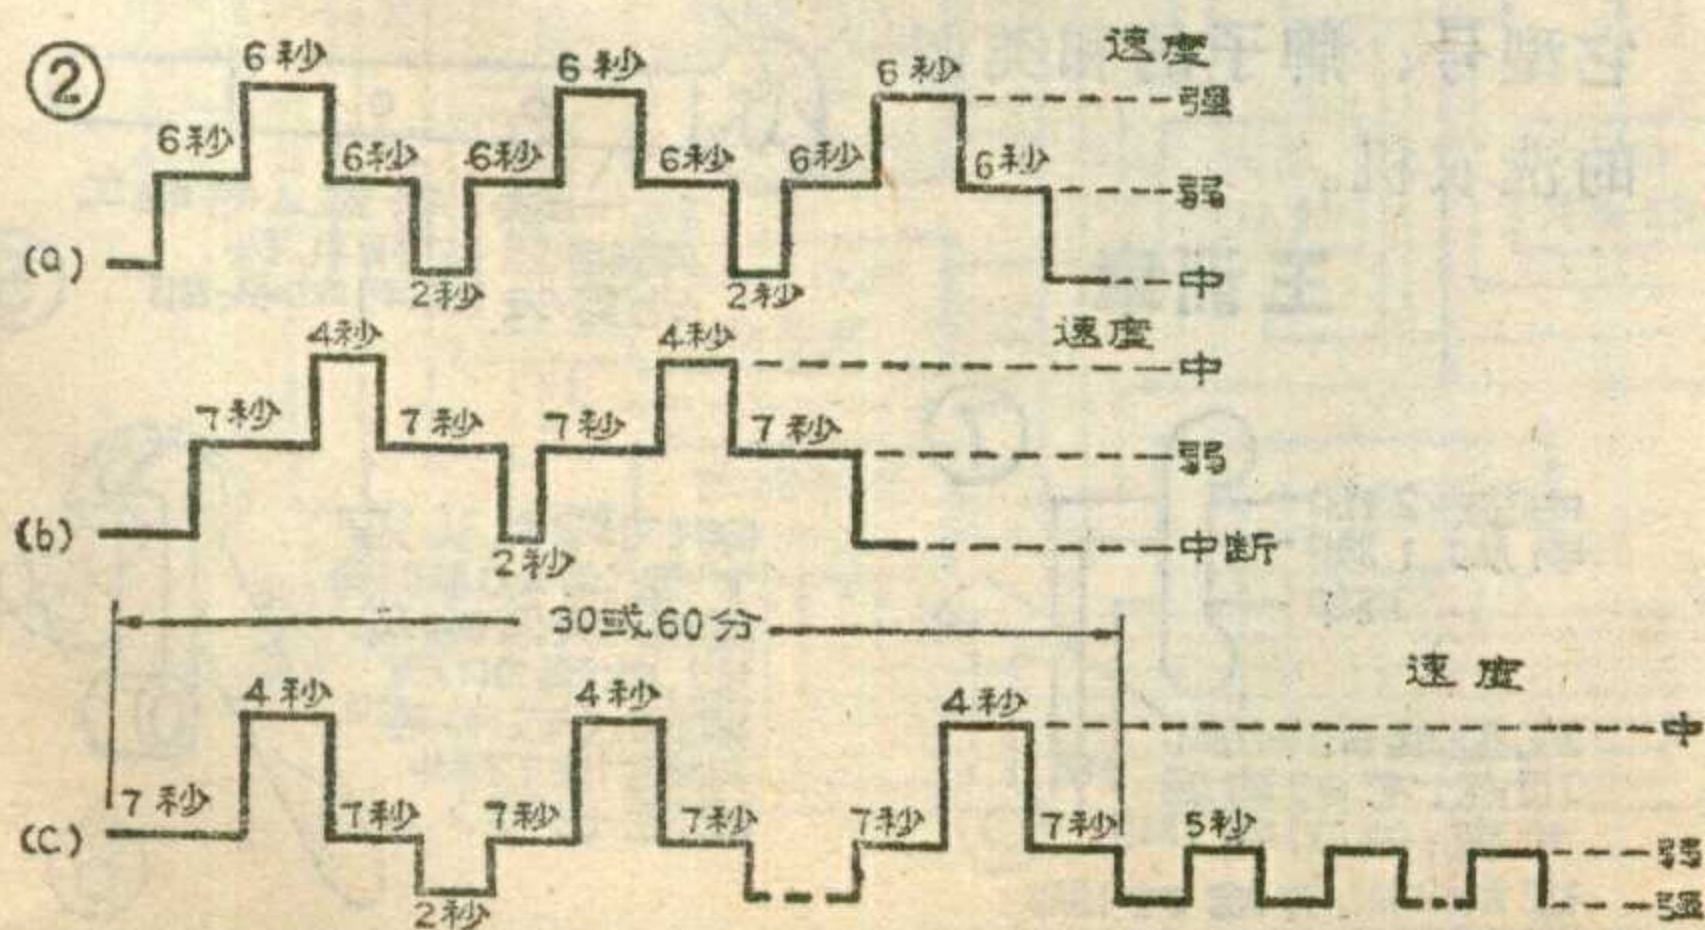 ②
6秒 6秒 6秒 速度
强
6秒 6秒 6秒 6秒 6秒 6秒
弱
(a) 中
2秒 2秒
4秒 4秒 速度
中
7秒 7秒 7秒 7秒
弱
(b) 中断
2秒
30或60分
速度
4秒 4秒 4秒
中
7秒 7秒 7秒 7秒 7秒 7秒 5秒
(c) 弱
强
2秒